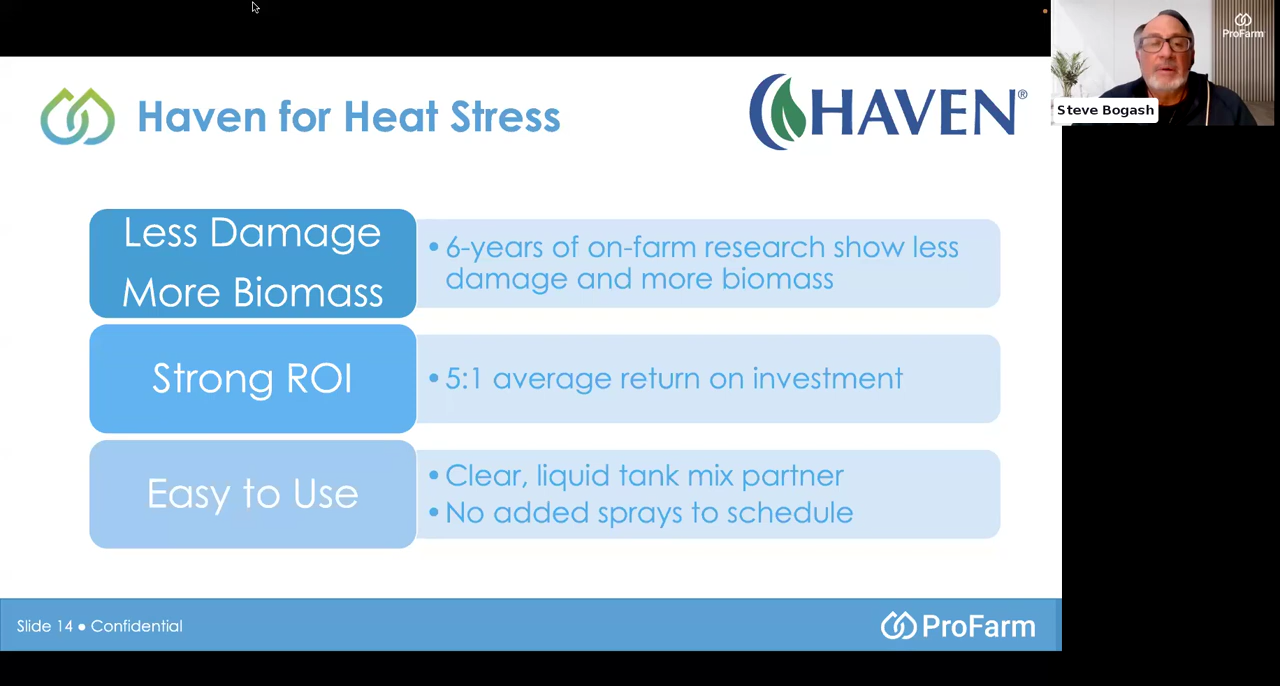 Haven for Heat Stress
HAVEN®
ProFarm
Steve Bogash
Less Damage
More Biomass
• 6-years of on-farm research show less
damage and more biomass
Strong ROI
• 5:1 average return on investment
Easy to Use
• Clear, liquid tank mix partner
• No added sprays to schedule
Slide 14 • Confidential
ProFarm